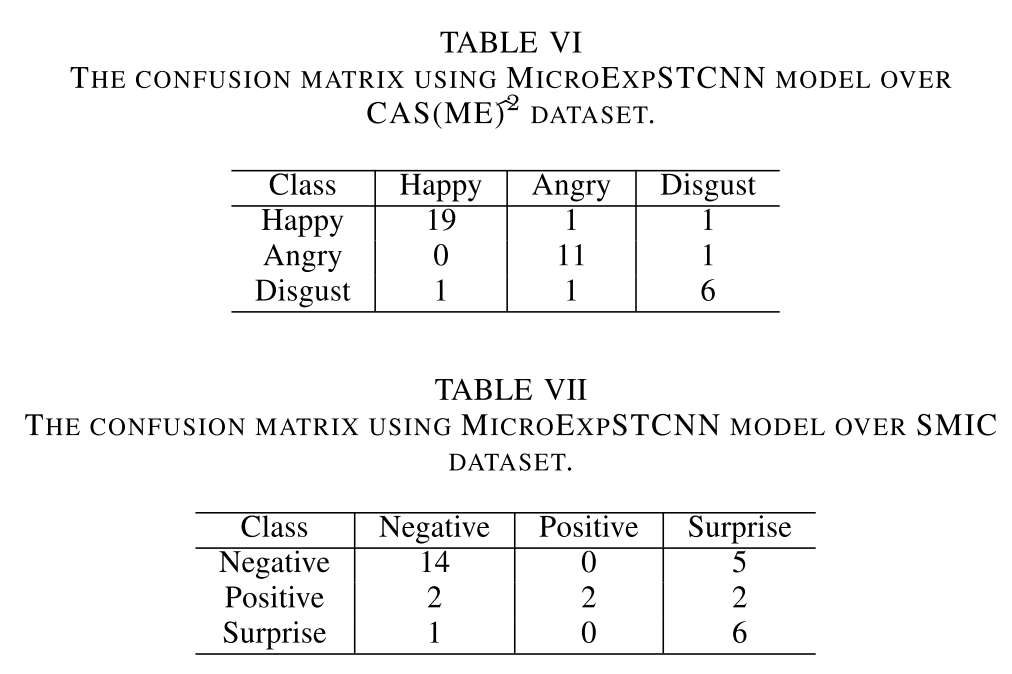 TABLE VI
THE CONFUSION MATRIX USING MICROEXPSTCNN MODEL OVER
CAS(ME)^2 DATASET.
Class Happy Angry Disgust
Happy 19 1 1
Angry 0 11 1
Disgust 1 1 6
TABLE VII
THE CONFUSION MATRIX USING MICROEXPSTCNN MODEL OVER SMIC
DATASET.
Class Negative Positive Surprise
Negative 14 0 5
Positive 2 2 2
Surprise 1 0 6